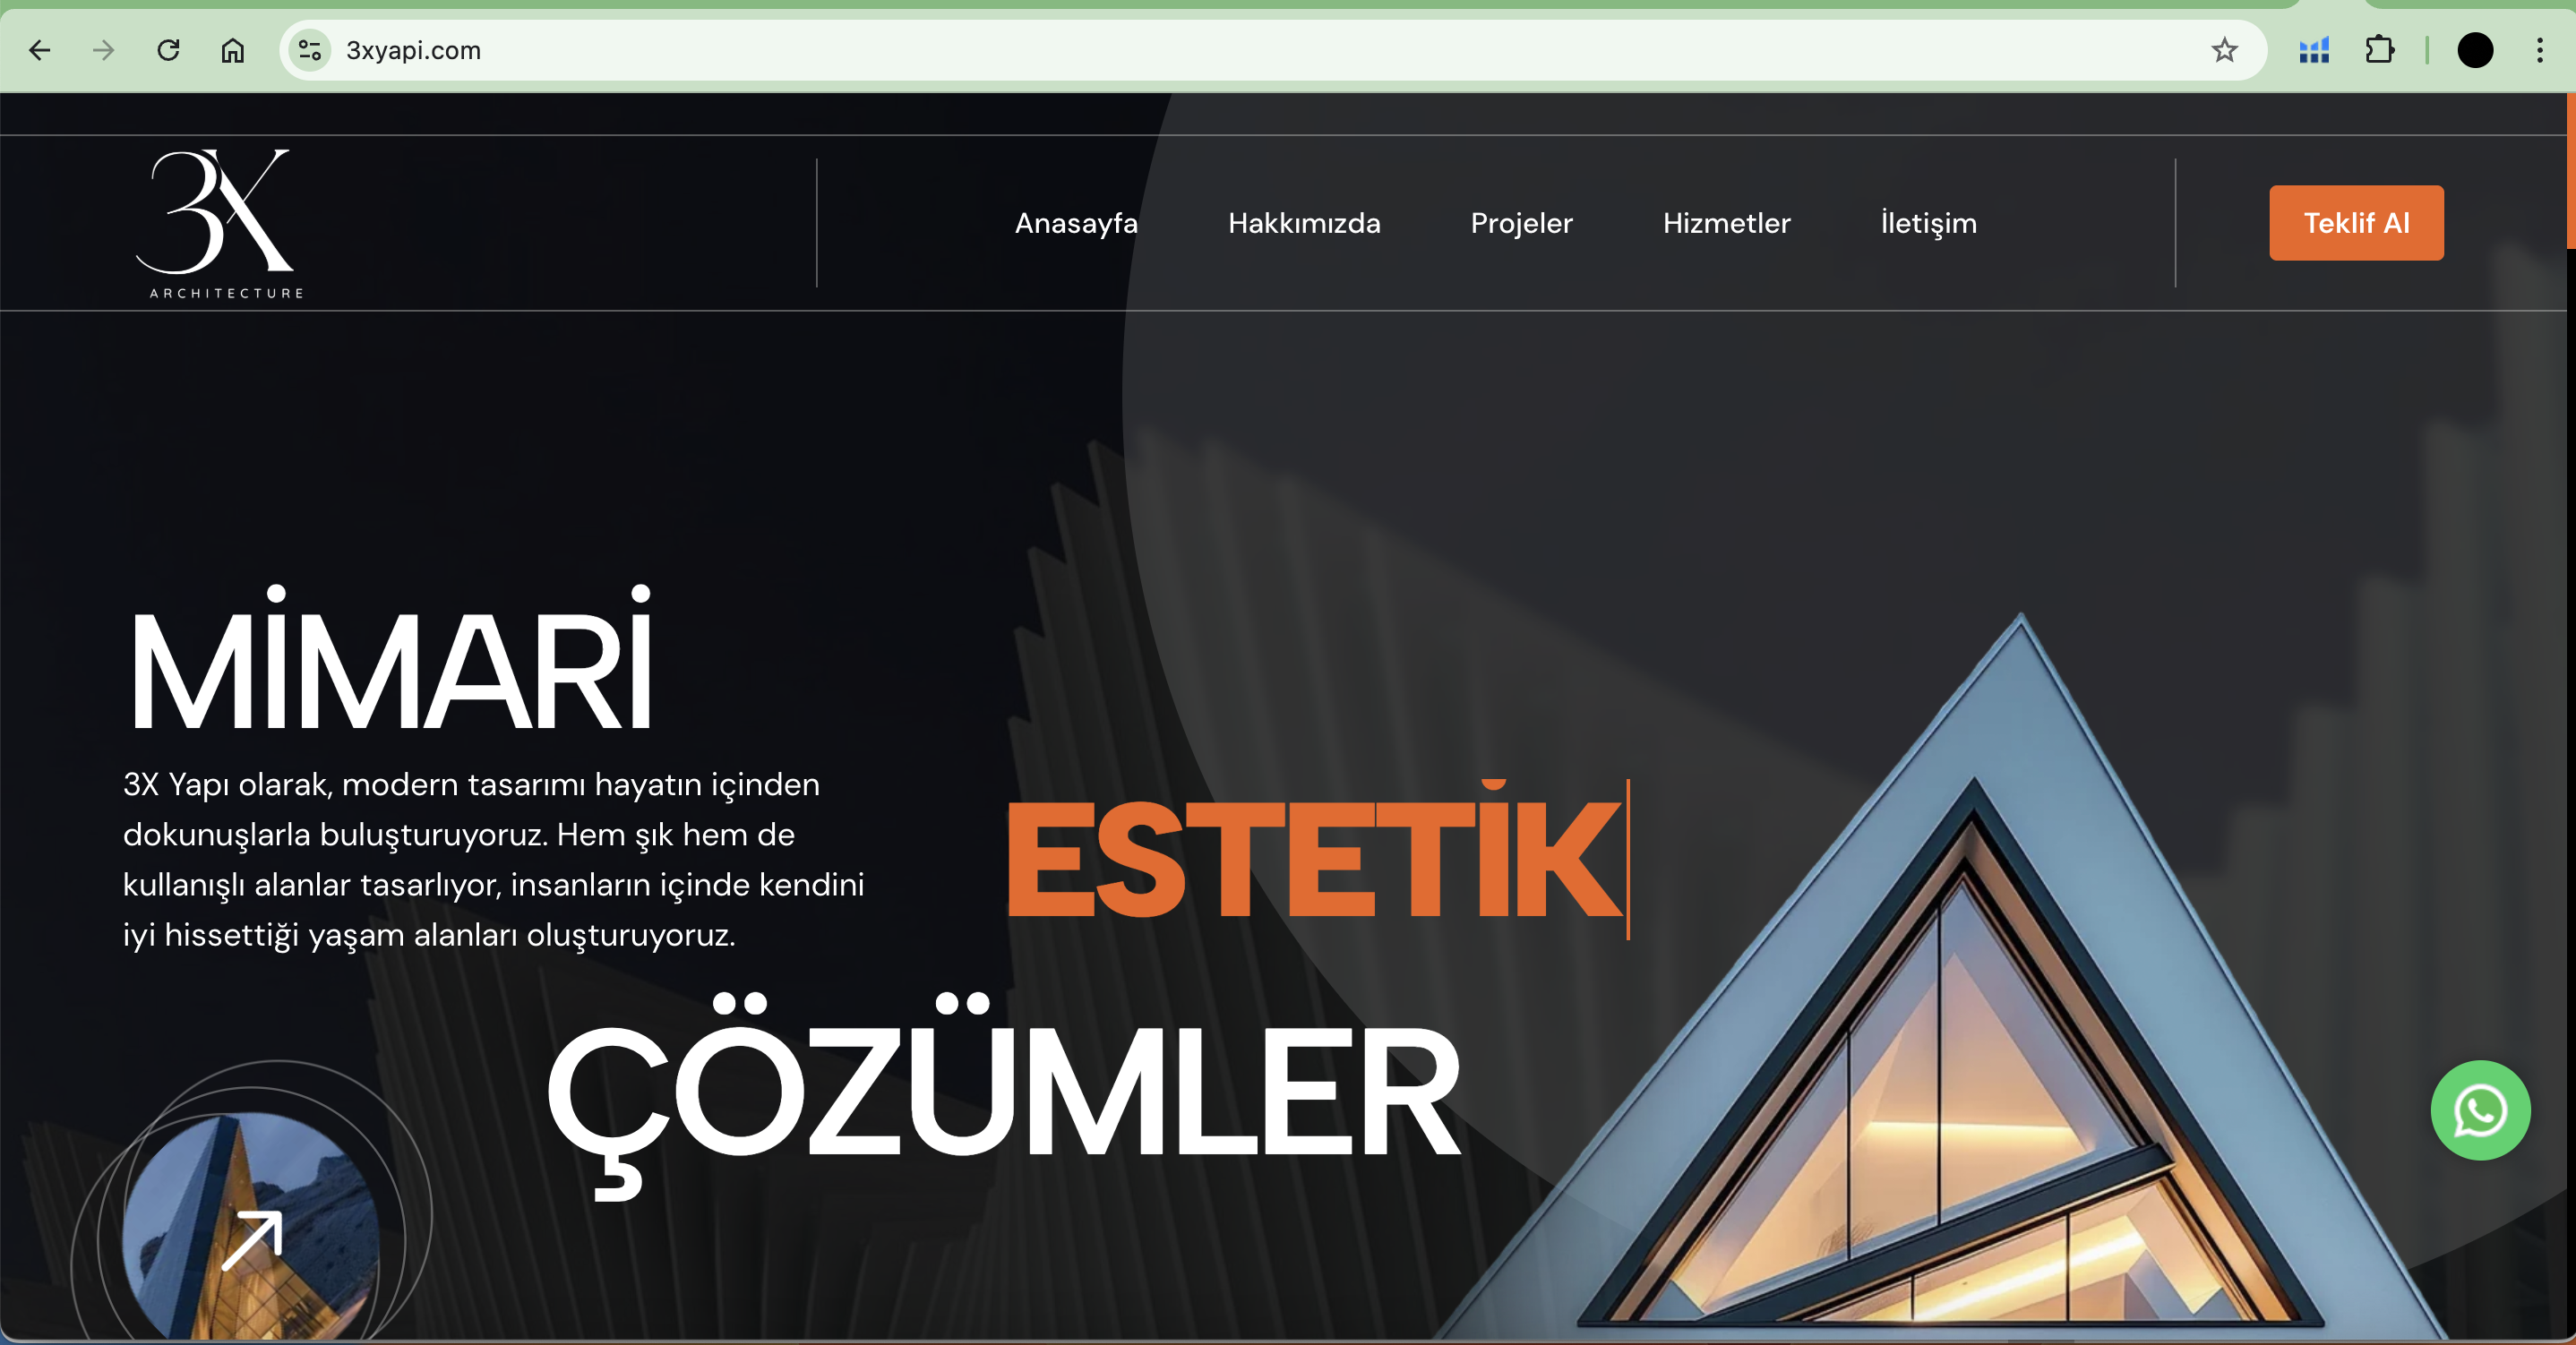 3xyapi.com
3X
ARCHITECTURE
Anasayfa
Hakkımızda
Projeler
Hizmetler
İletişim
Teklif Al
MİMARİ
3X Yapı olarak, modern tasarımı hayatın içinden
dokunuşlarla buluşturuyoruz. Hem şık hem de
kullanışlı alanlar tasarlıyor, insanların içinde kendini
iyi hissettiği yaşam alanları oluşturuyoruz.
ESTETİK
ÇÖZÜMLER